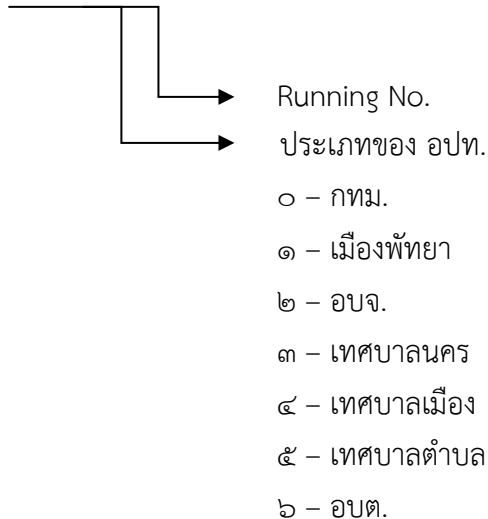 Running No.
ประเภทของ อปท.
๐ – กทม.
๑ – เมืองพัทยา
๒ – อบจ.
๓ – เทศบาลนคร
๔ – เทศบาลเมือง
๕ – เทศบาลตำบล
๖ – อบต.